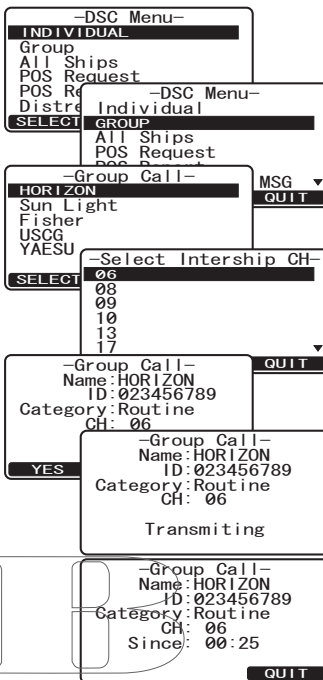 –DSC Menu–
INDIVIDUAL
Group
All Ships
POS Request
POS Re
Distre
SELECT
–DSC Menu–
Individual
GROUP
All Ships
POS Request
MSG ▼
QUIT
–Group Call–
HORIZON
Sun Light
Fisher
USCG
YAESU
SELECT
–Select Intership CH–
06
08
09
10
13
17
▼
QUIT
–Group Call–
Name:HORIZON
ID:023456789
Category:Routine
CH: 06
YES
–Group Call–
Name:HORIZON
ID:023456789
Category:Routine
CH: 06
Transmiting
–Group Call–
Name:HORIZON
ID:023456789
Category:Routine
CH: 06
Since: 00:25
QUIT